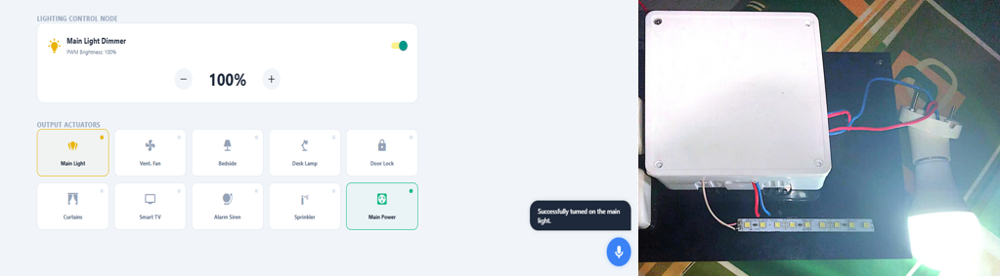 LIGHTING CONTROL NODE
Main Light Dimmer
PWM Brightness: 100%
− 100% +
OUTPUT ACTUATORS
Main Light
Vent. Fan
Bedside
Desk Lamp
Door Lock
Curtains
Smart TV
Alarm Siren
Sprinkler
Main Power
Successfully turned on the main
light.